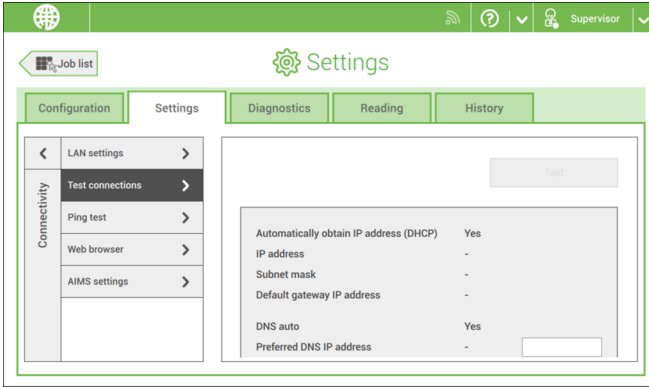 Supervisor
Job list
Settings
Configuration
Settings
Diagnostics
Reading
History
Connectivity
LAN settings
Test connections
Ping test
Web browser
AIMS settings
Test
Automatically obtain IP address (DHCP) Yes
IP address -
Subnet mask -
Default gateway IP address -
DNS auto Yes
Preferred DNS IP address -